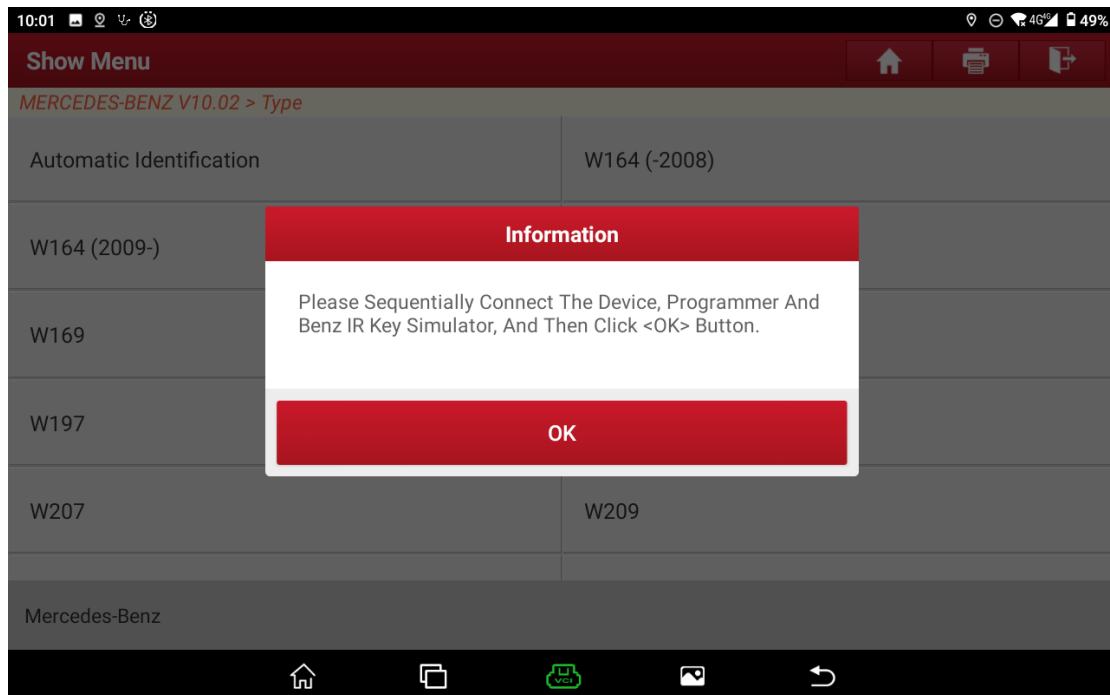 10:01 4G 4G 49%
Show Menu
MERCEDES-BENZ V10.02 > Type
Automatic Identification W164 (-2008)
W164 (2009-)
Information
Please Sequentially Connect The Device, Programmer And
Benz IR Key Simulator, And Then Click <OK> Button.
W169
W197
OK
W207 W209
Mercedes-Benz
VCI